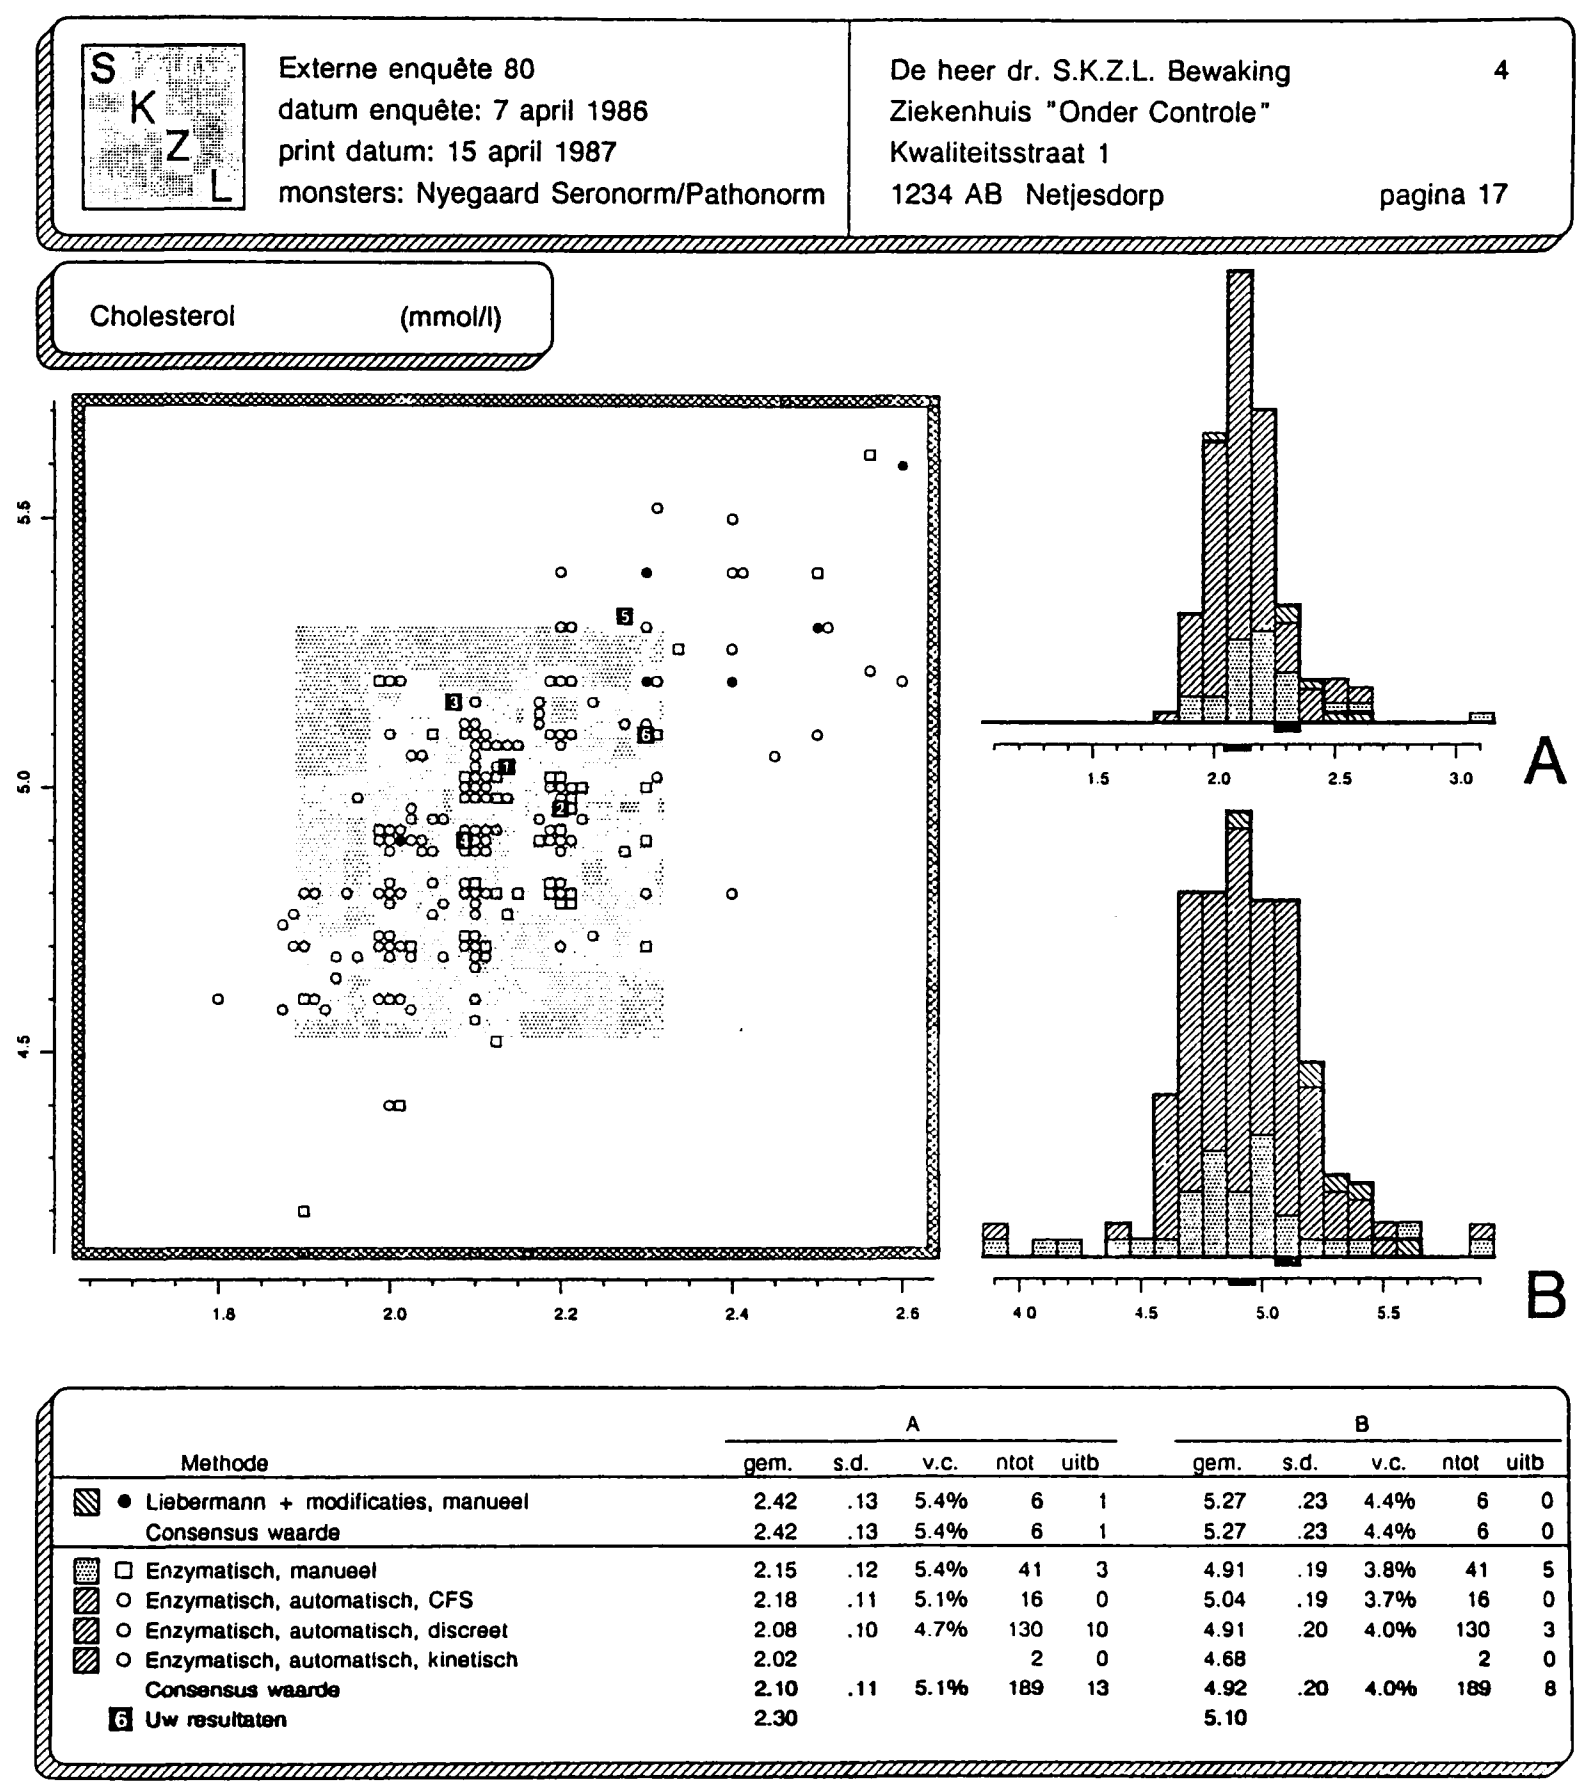 S
K
Z
L
Externe enquête 80
datum enquête: 7 april 1986
print datum: 15 april 1987
monsters: Nyegaard Seronorm/Pathonorm
De heer dr. S.K.Z.L. Bewaking 4
Ziekenhuis "Onder Controle"
Kwaliteitsstraat 1
1234 AB Netjesdorp pagina 17
Cholesterol (mmol/l)
5.5
5.0
4.5
5
3
6
1
2
4
1.8 2.0 2.2 2.4 2.6
1.5 2.0 2.5 3.0
A
4 0 4.5 5.0 5.5
B
A B
Methode gem. s.d. v.c. ntot uitb gem. s.d. v.c. ntot uitb
Liebermann + modificaties, manueel 2.42 .13 5.4% 6 1 5.27 .23 4.4% 6 0
Consensus waarde 2.42 .13 5.4% 6 1 5.27 .23 4.4% 6 0
Enzymatisch, manueel 2.15 .12 5.4% 41 3 4.91 .19 3.8% 41 5
Enzymatisch, automatisch, CFS 2.18 .11 5.1% 16 0 5.04 .19 3.7% 16 0
Enzymatisch, automatisch, discreet 2.08 .10 4.7% 130 10 4.91 .20 4.0% 130 3
Enzymatisch, automatisch, kinetisch 2.02 2 0 4.68 2 0
Consensus waarde 2.10 .11 5.1% 189 13 4.92 .20 4.0% 189 8
6 Uw resultaten 2.30 5.10